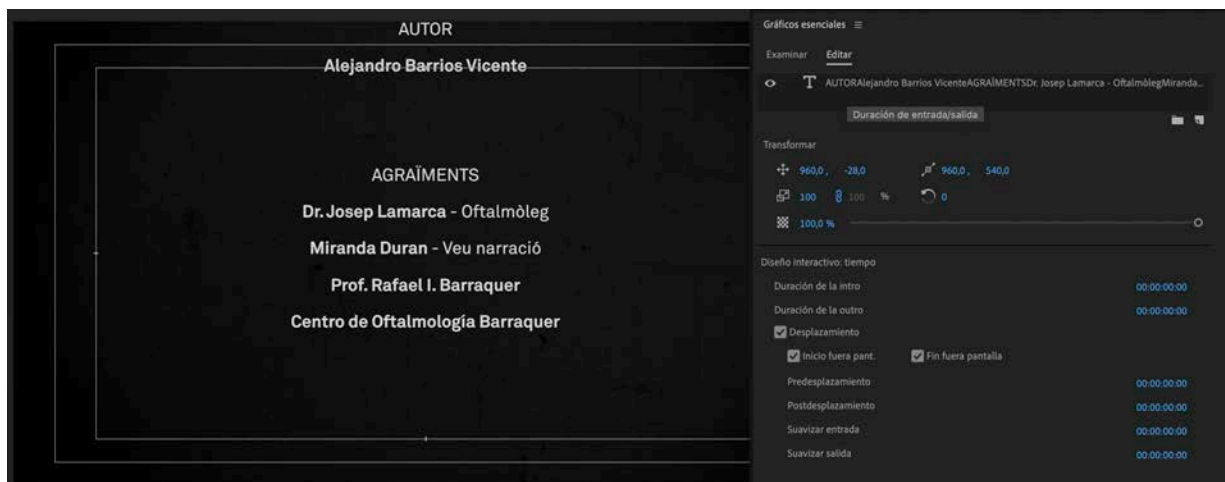 AUTOR
Alejandro Barrios Vicente
AGRAÏMENTS
Dr. Josep Lamarca - Oftalmòleg
Miranda Duran - Veu narració
Prof. Rafael I. Barraquer
Centro de Oftalmología Barraquer
Gráficos esenciales
Examinar Editar
T AUTORAlejandro Barrios VicenteAGRAÏMENTSDr. Josep Lamarca - OftalmòlegMiranda...
Duración de entrada/salida
Transformar
960,0 , -28,0 960,0 , 540,0
100 100 % 0
100,0 %
Diseño interactivo: tiempo
Duración de la intro 00:00:00:00
Duración de la outro 00:00:00:00
Desplazamiento
Inicio fuera pant. Fin fuera pantalla
Predesplazamiento 00:00:00:00
Postdesplazamiento 00:00:00:00
Suavizar entrada 00:00:00:00
Suavizar salida 00:00:00:00